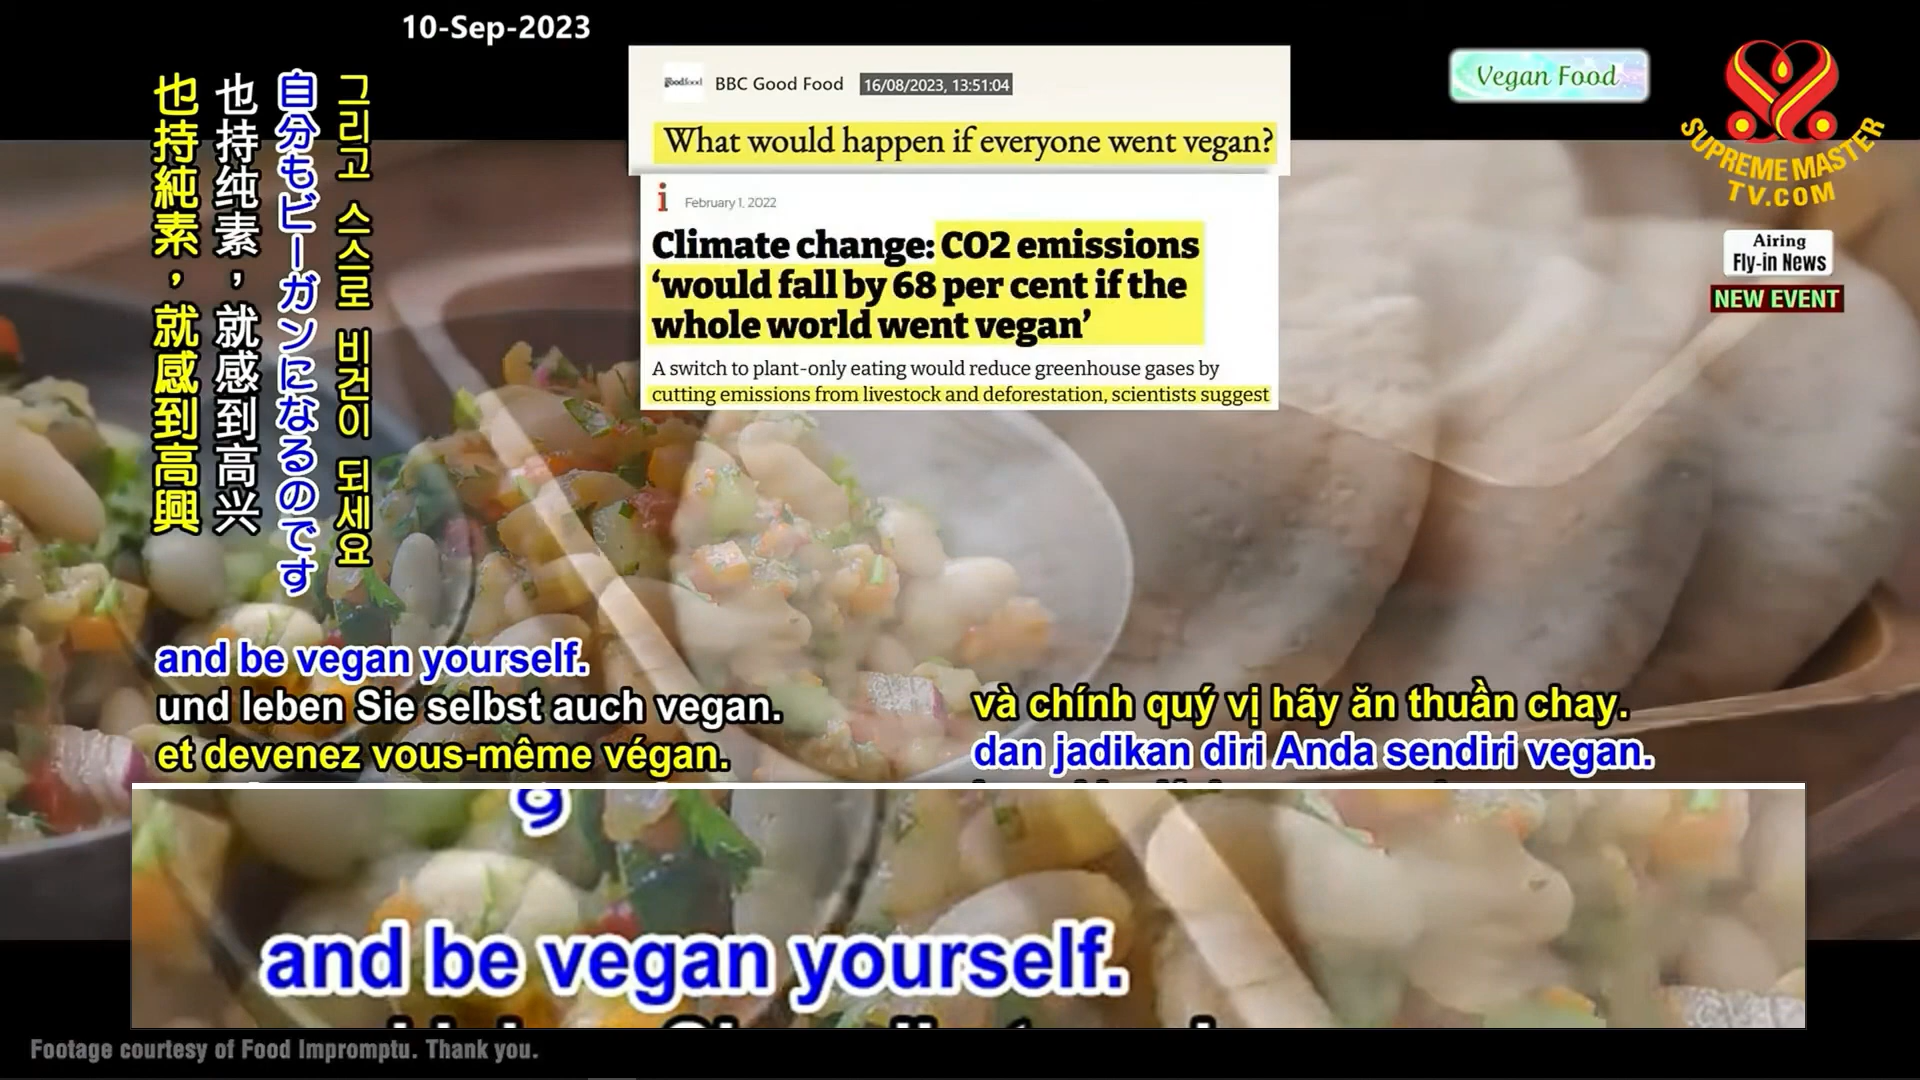 10-Sep-2023
BBC Good Food 16/08/2023, 13:51:04
What would happen if everyone went vegan?
i February 1, 2022
Climate change: CO2 emissions
‘would fall by 68 per cent if the
whole world went vegan’
A switch to plant-only eating would reduce greenhouse gases by
cutting emissions from livestock and deforestation, scientists suggest
Vegan Food
SUPREME MASTER
TV.COM
Airing
Fly-in News
NEW EVENT
그리고 스스로 비건이 되세요
自分もビーガンになるのです
也持纯素，就感到高兴
也持純素，就感到高興
and be vegan yourself.
und leben Sie selbst auch vegan.
et devenez vous-même végan.
và chính quý vị hãy ăn thuần chay.
dan jadikan diri Anda sendiri vegan.
and be vegan yourself.
Footage courtesy of Food Impromptu. Thank you.